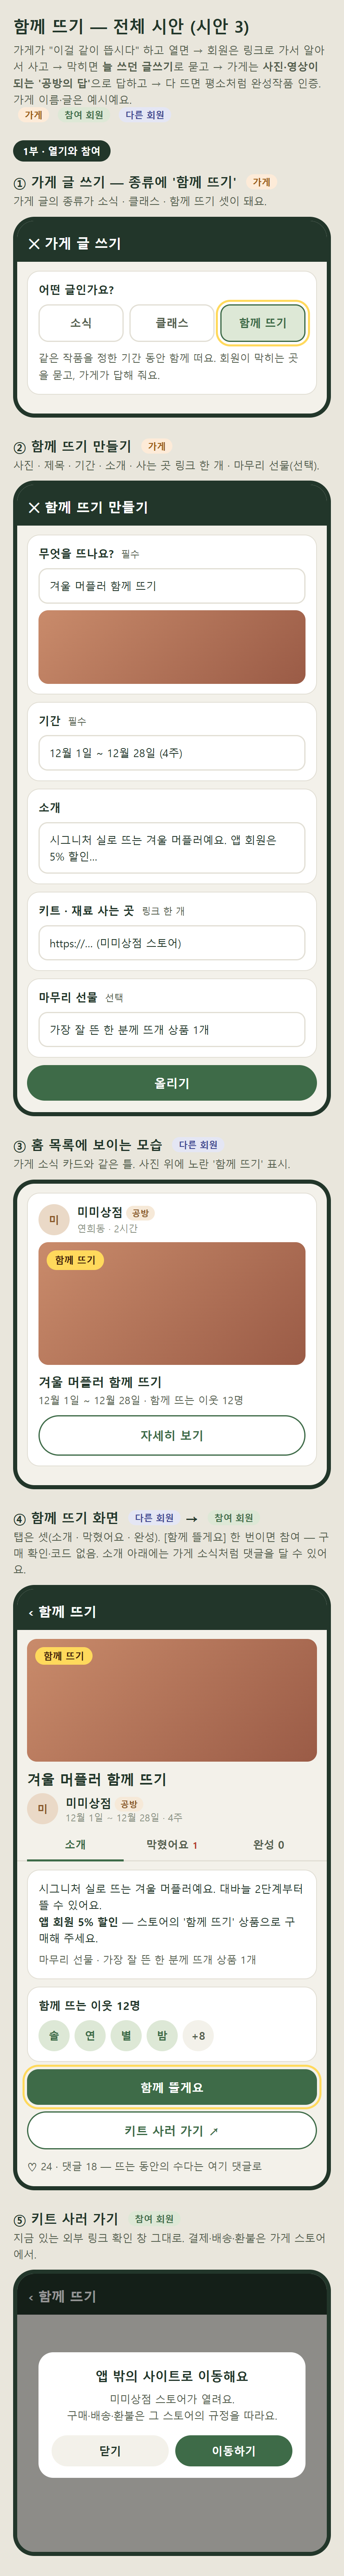 함께 뜨기 — 전체 시안 (시안 3)
가게가 "이걸 같이 뜹시다" 하고 열면 → 회원은 링크로 가서 알아
서 사고 → 막히면 늘 쓰던 글쓰기로 묻고 → 가게는 사진·영상이
되는 '공방의 답'으로 답하고 → 다 뜨면 평소처럼 완성작품 인증.
가게 이름·글은 예시예요.
가게 참여 회원 다른 회원
1부 · 열기와 참여
① 가게 글 쓰기 — 종류에 '함께 뜨기' 가게
가게 글의 종류가 소식 · 클래스 · 함께 뜨기 셋이 돼요.
✕ 가게 글 쓰기
어떤 글인가요?
소식 클래스 함께 뜨기
같은 작품을 정한 기간 동안 함께 떠요. 회원이 막히는 곳
을 묻고, 가게가 답해 줘요.
② 함께 뜨기 만들기 가게
사진 · 제목 · 기간 · 소개 · 사는 곳 링크 한 개 · 마무리 선물(선택).
✕ 함께 뜨기 만들기
무엇을 뜨나요? 필수
겨울 머플러 함께 뜨기
기간 필수
12월 1일 ~ 12월 28일 (4주)
소개
시그니처 실로 뜨는 겨울 머플러예요. 앱 회원은
5% 할인...
키트 · 재료 사는 곳 링크 한 개
https://... (미미상점 스토어)
마무리 선물 선택
가장 잘 뜬 한 분께 뜨개 상품 1개
올리기
③ 홈 목록에 보이는 모습 다른 회원
가게 소식 카드와 같은 틀. 사진 위에 노란 '함께 뜨기' 표시.
미 미미상점 공방
연희동 · 2시간
함께 뜨기
겨울 머플러 함께 뜨기
12월 1일 ~ 12월 28일 · 함께 뜨는 이웃 12명
자세히 보기
④ 함께 뜨기 화면 다른 회원 → 참여 회원
탭은 셋(소개 · 막혔어요 · 완성). [함께 뜰게요] 한 번이면 참여 — 구
매 확인·코드 없음. 소개 아래에는 가게 소식처럼 댓글을 달 수 있어
요.
‹ 함께 뜨기
함께 뜨기
겨울 머플러 함께 뜨기
미 미미상점 공방
12월 1일 ~ 12월 28일 · 4주
소개 막혔어요 1 완성 0
시그니처 실로 뜨는 겨울 머플러예요. 대바늘 2단계부터
뜰 수 있어요.
앱 회원 5% 할인 — 스토어의 '함께 뜨기' 상품으로 구
매해 주세요.
마무리 선물 · 가장 잘 뜬 한 분께 뜨개 상품 1개
함께 뜨는 이웃 12명
솔 연 별 밤 +8
함께 뜰게요
키트 사러 가기 ↗
♡ 24 · 댓글 18 — 뜨는 동안의 수다는 여기 댓글로
⑤ 키트 사러 가기 참여 회원
지금 있는 외부 링크 확인 창 그대로. 결제·배송·환불은 가게 스토어
에서.
‹ 함께 뜨기
앱 밖의 사이트로 이동해요
미미상점 스토어가 열려요.
구매·배송·환불은 그 스토어의 규정을 따라요.
닫기 이동하기